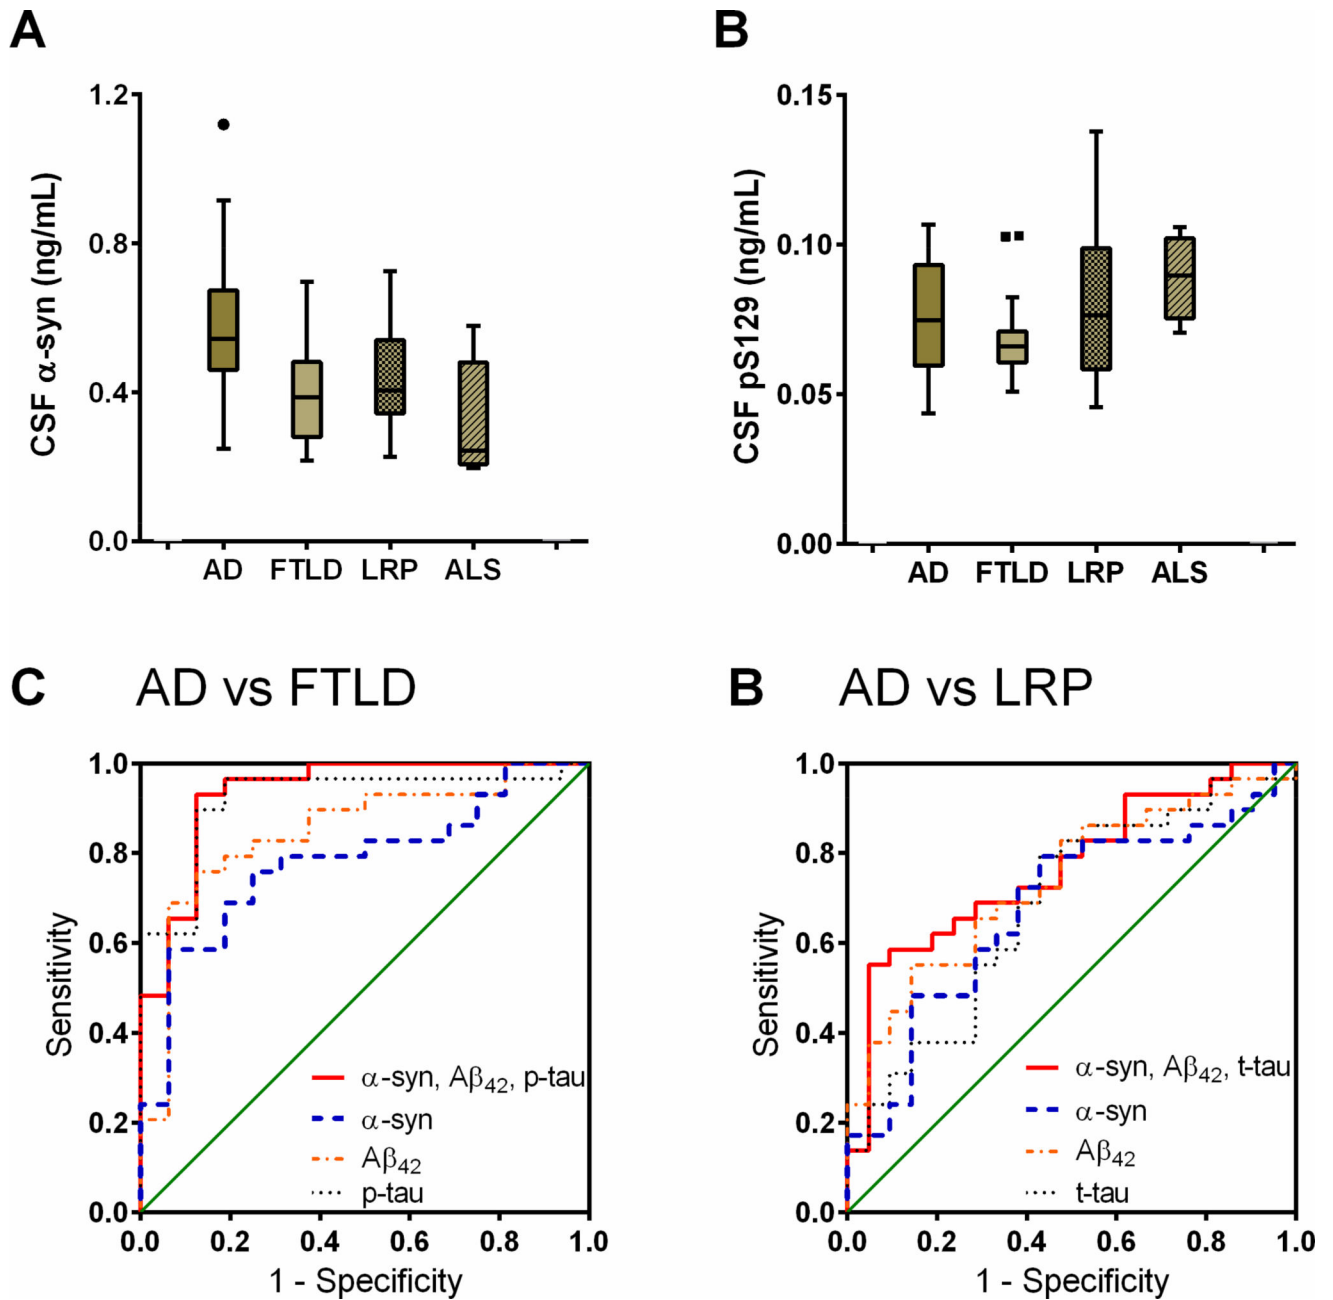 A
B
CSF α-syn (ng/mL)
1.2
0.8
0.4
0.0
AD FTLD LRP ALS
CSF pS129 (ng/mL)
0.15
0.10
0.05
0.00
AD FTLD LRP ALS
C AD vs FTLD
B AD vs LRP
Sensitivity
1.0
0.8
0.6
0.4
0.2
0.0
α-syn, Aβ42, p-tau
α-syn
Aβ42
p-tau
0.0 0.2 0.4 0.6 0.8 1.0
1 - Specificity
Sensitivity
1.0
0.8
0.6
0.4
0.2
0.0
α-syn, Aβ42, t-tau
α-syn
Aβ42
t-tau
0.0 0.2 0.4 0.6 0.8 1.0
1 - Specificity